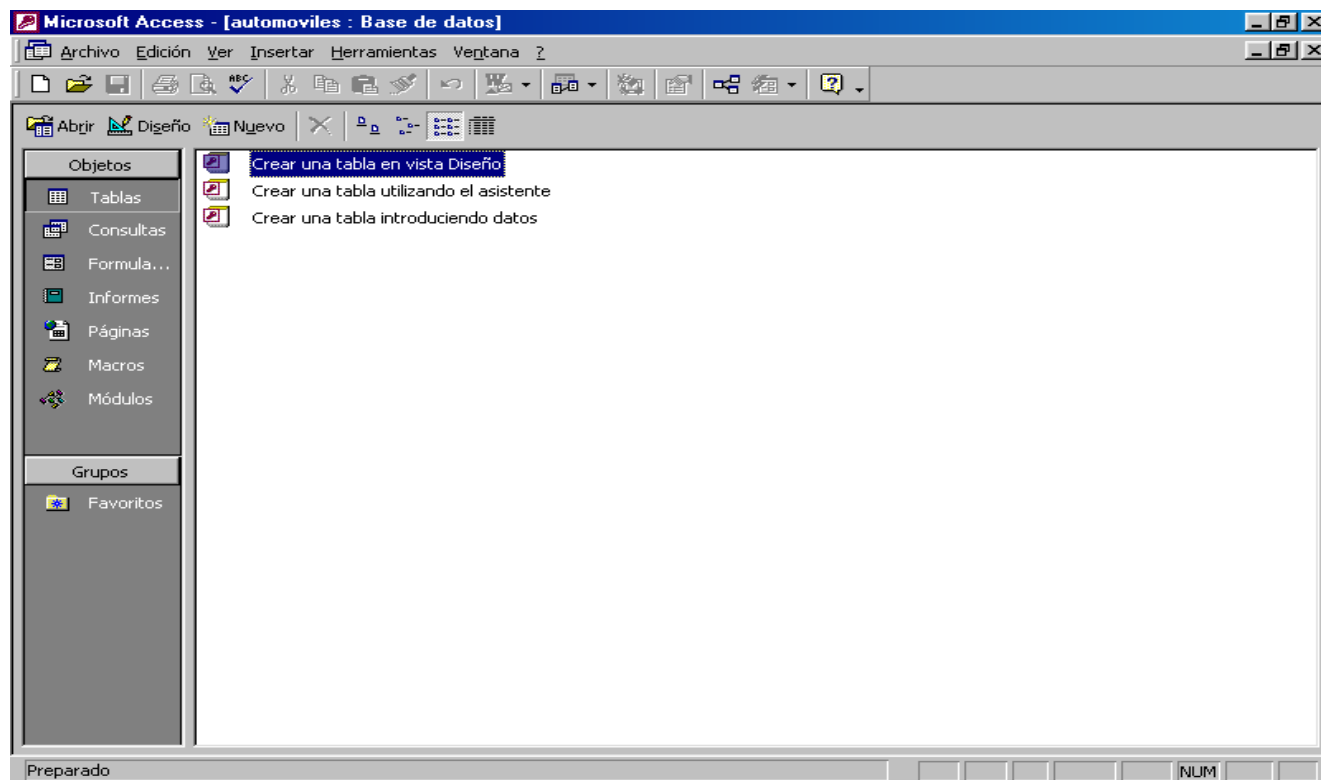 Microsoft Access - [automoviles : Base de datos]
Archivo Edición Ver Insertar Herramientas Ventana ?
ABC
Abrir Diseño Nuevo
Objetos
Tablas
Consultas
Formula...
Informes
Páginas
Macros
Módulos
Grupos
Favoritos
Crear una tabla en vista Diseño
Crear una tabla utilizando el asistente
Crear una tabla introduciendo datos
Preparado
NUM